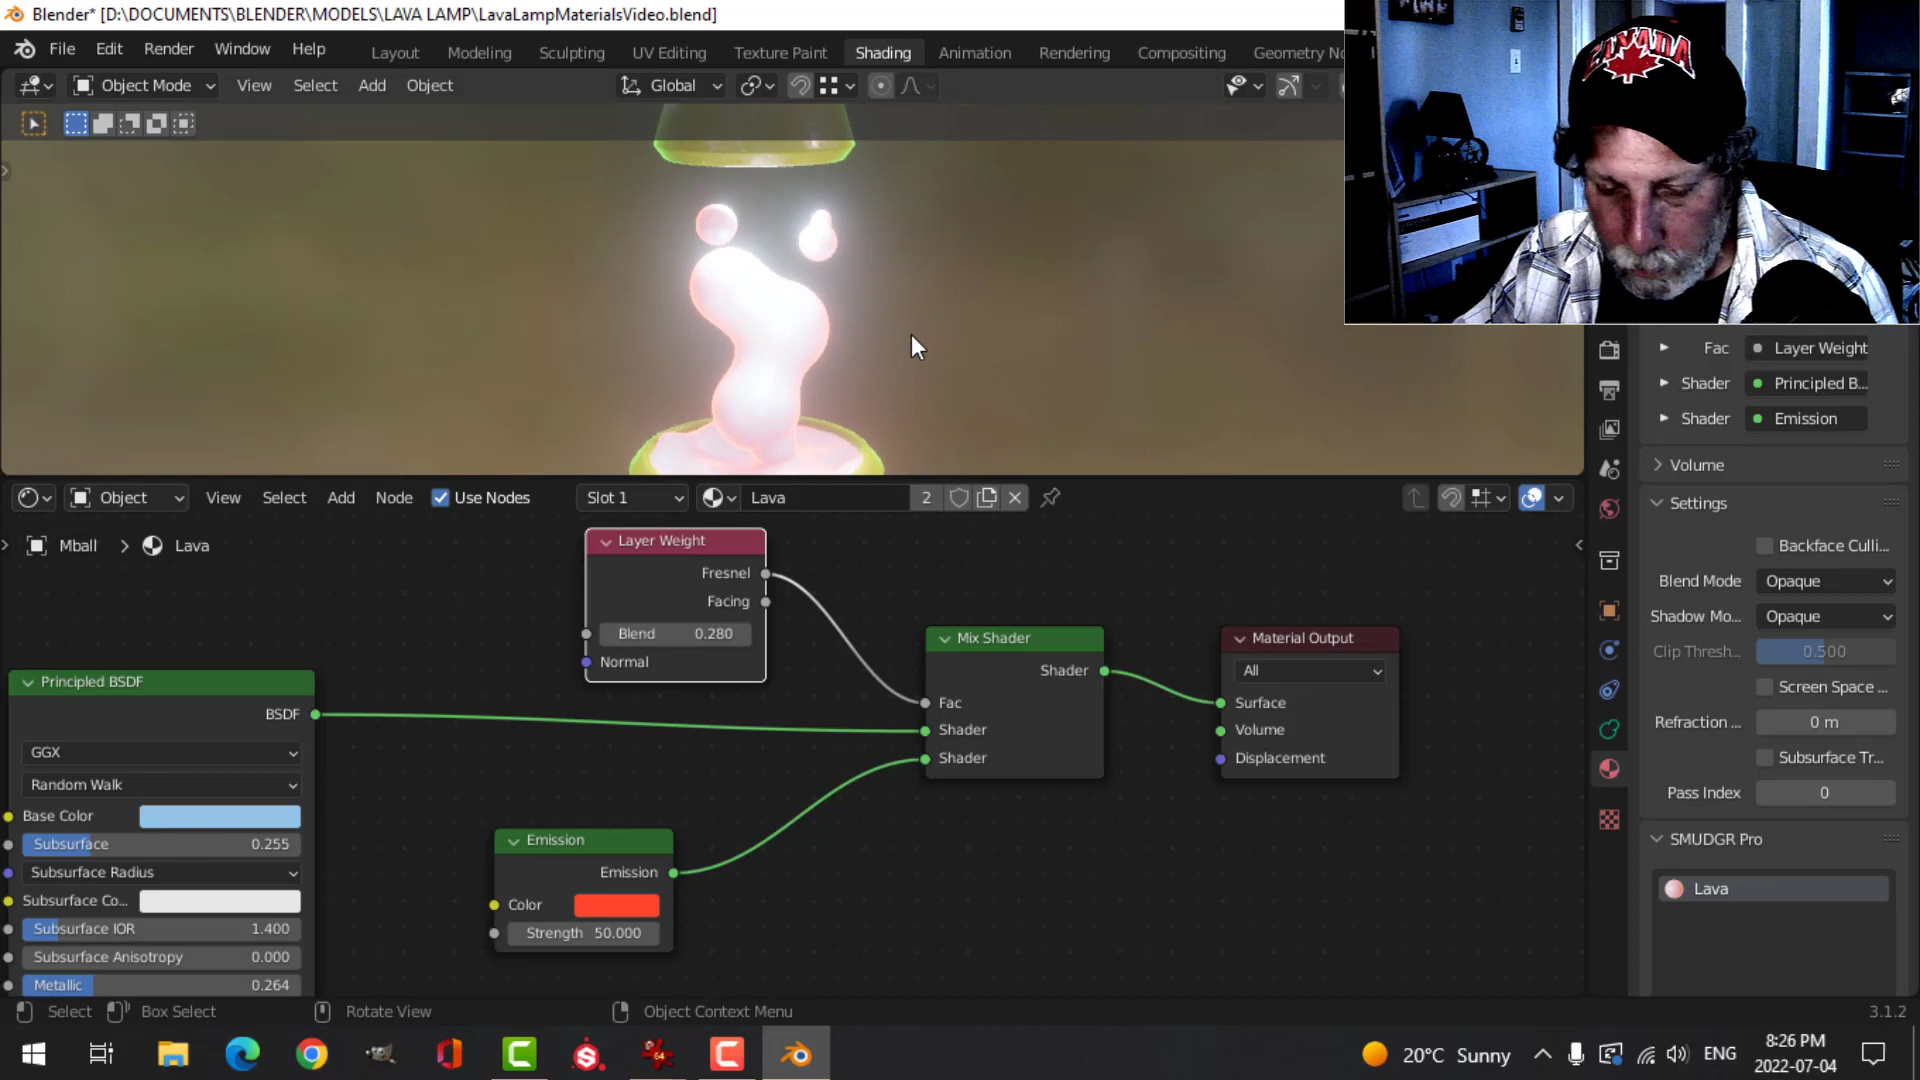 Blender* [D:\DOCUMENTS\BLENDER\MODELS\LAVA LAMP\LavaLampMaterialsVideo.blend]
File Edit Render Window Help Layout Modeling Sculpting UV Editing Texture Paint Shading Animation Rendering Compositing Geometry No
Object Mode View Select Add Object Global
CANADA
Fac Layer Weight
Shader Principled B...
Shader Emission
Volume
Settings
Backface Culli...
Blend Mode Opaque
Shadow Mo... Opaque
Clip Thresh... 0.500
Screen Space ...
Refraction ... 0 m
Subsurface Tr...
Pass Index 0
SMUDGR Pro
Lava
Object View Select Add Node Use Nodes Slot 1 Lava 2
Mball > Lava
Layer Weight
Fresnel
Facing
Blend 0.280
Normal
Mix Shader
Shader
Fac
Shader
Shader
Material Output
All
Surface
Volume
Displacement
Principled BSDF
BSDF
GGX
Random Walk
Base Color
Subsurface 0.255
Subsurface Radius
Subsurface Co...
Subsurface IOR 1.400
Subsurface Anisotropy 0.000
Metallic 0.264
Emission
Emission
Color
Strength 50.000
Select Box Select Rotate View Object Context Menu 3.1.2
20°C Sunny ENG 8:26 PM
2022-07-04